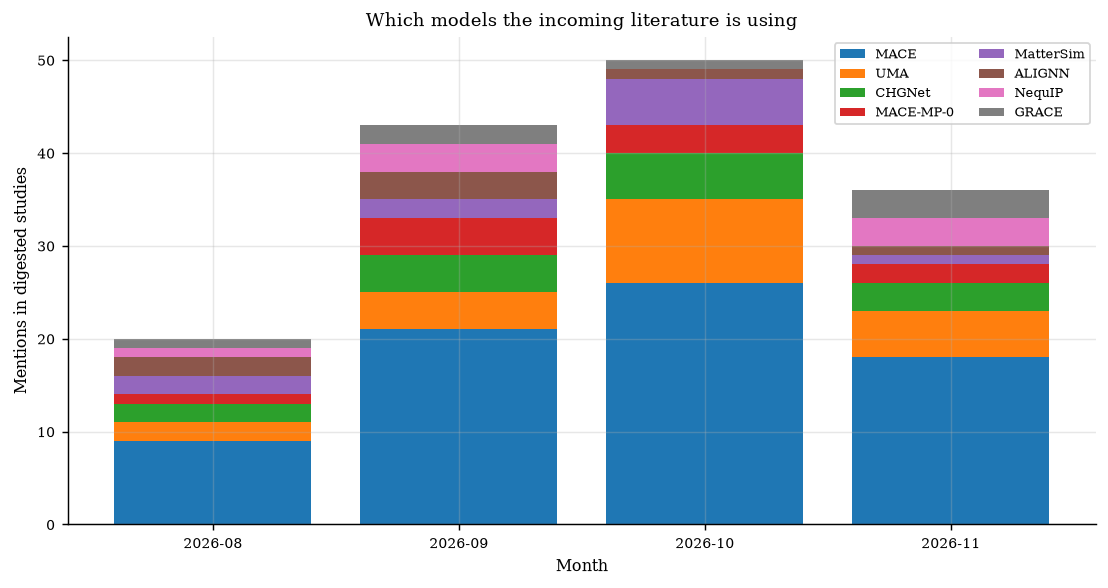 Which models the incoming literature is using
MACE
UMA
CHGNet
MACE-MP-0
MatterSim
ALIGNN
NequIP
GRACE
Mentions in digested studies
50
40
30
20
10
0
2026-08
2026-09
2026-10
2026-11
Month